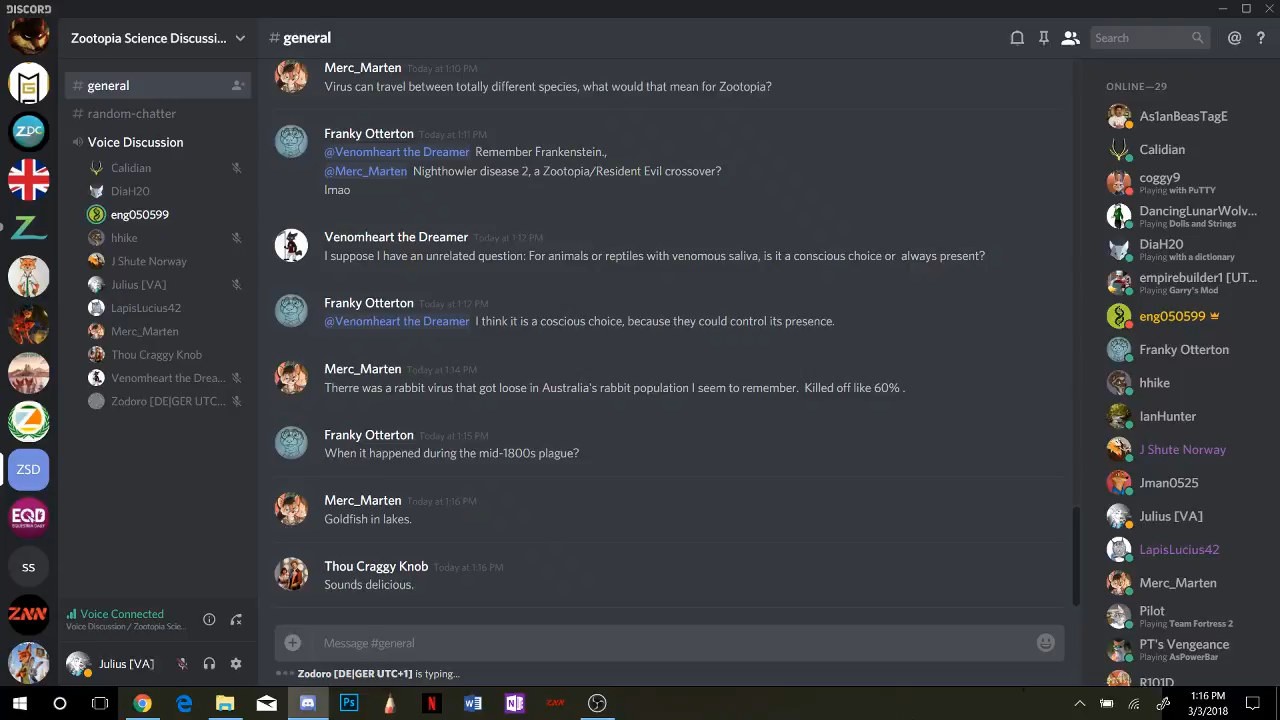 DISCORD
Zootopia Science Discussi...
# general
Search
@
?
MG
ZDC
Z
Z
ZSD
EQD
EQUESTRIA DAILY
ss
ZNN
# general
# random-chatter
Voice Discussion
Calidian
DiaH20
eng050599
hhike
J Shute Norway
Julius [VA]
LapisLucius42
Merc_Marten
Thou Craggy Knob
Venomheart the Drea...
Zodoro [DE|GER UTC...
Voice Connected
Voice Discussion / Zootopia Scie...
Julius [VA]
Merc_Marten Today at 1:10 PM
Virus can travel between totally different species, what would that mean for Zootopia?
Franky Otterton Today at 1:11 PM
@Venomheart the Dreamer Remember Frankenstein.,
@Merc_Marten Nighthowler disease 2, a Zootopia/Resident Evil crossover?
lmao
Venomheart the Dreamer Today at 1:12 PM
I suppose I have an unrelated question: For animals or reptiles with venomous saliva, is it a conscious choice or always present?
Franky Otterton Today at 1:12 PM
@Venomheart the Dreamer I think it is a coscious choice, because they could control its presence.
Merc_Marten Today at 1:14 PM
Therre was a rabbit virus that got loose in Australia's rabbit population I seem to remember. Killed off like 60% .
Franky Otterton Today at 1:15 PM
When it happened during the mid-1800s plague?
Merc_Marten Today at 1:16 PM
Goldfish in lakes.
Thou Craggy Knob Today at 1:16 PM
Sounds delicious.
Message #general
Zodoro [DE|GER UTC+1] is typing...
ONLINE—29
As1anBeasTagE
Calidian
coggy9
Playing with PuTTY
DancingLunarWolv...
Playing Dolls and Strings
DiaH20
Playing with a dictionary
empirebuilder1 [UT...
Playing Garry's Mod
eng050599
Franky Otterton
hhike
IanHunter
J Shute Norway
Jman0525
Julius [VA]
LapisLucius42
Merc_Marten
Pilot
Playing Team Fortress 2
PT's Vengeance
Playing AsPowerBar
R101D
Ps
N
W
N
ZNN
1:16 PM
3/3/2018